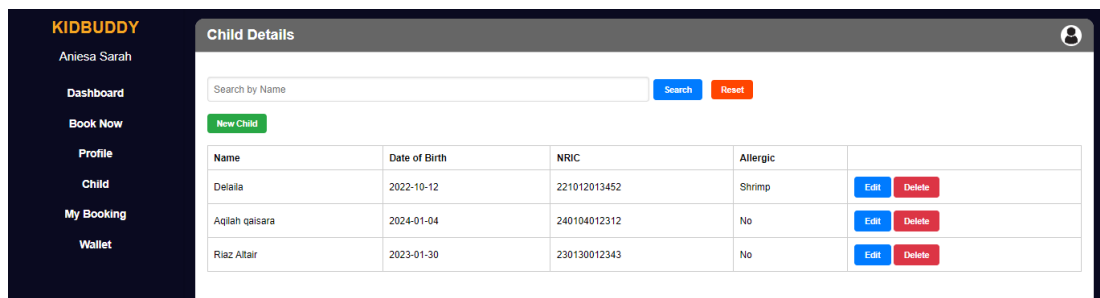 KIDBUDDY
Aniesa Sarah
Dashboard
Book Now
Profile
Child
My Booking
Wallet
Child Details
Search by Name Search Reset
New Child
Name Date of Birth NRIC Allergic
Delaila 2022-10-12 221012013452 Shrimp Edit Delete
Aqilah qaisara 2024-01-04 240104012312 No Edit Delete
Riaz Altair 2023-01-30 230130012343 No Edit Delete